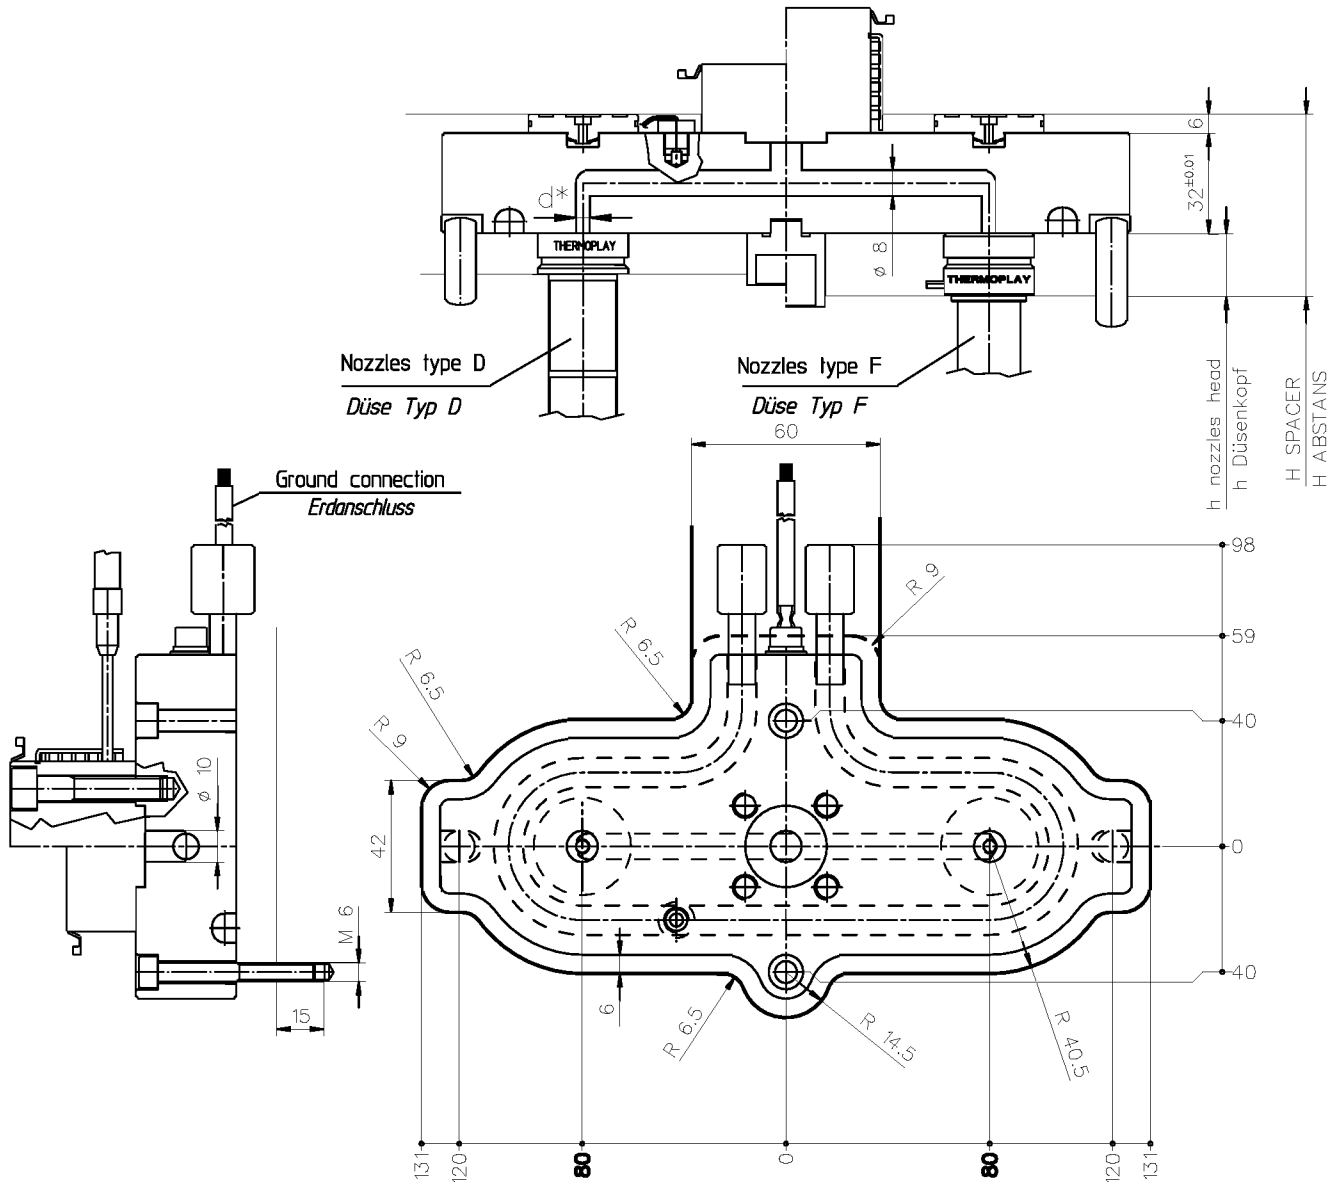 6
32±0.01
d*
ø 8
THERMOPLAY
THERMOPLAY
Nozzles type D
Düse Typ D
Nozzles type F
Düse Typ F
h nozzles head
h Düsenkopf
H SPACER
H ABSTANS
60
Ground connection
Erdanschluss
98
R 9
59
R 6.5
R 6.5
R 9
40
ø 10
42
0
M 6
15
40
6
R 6.5
R 14.5
R 40.5
131
120
80
0
80
120
131